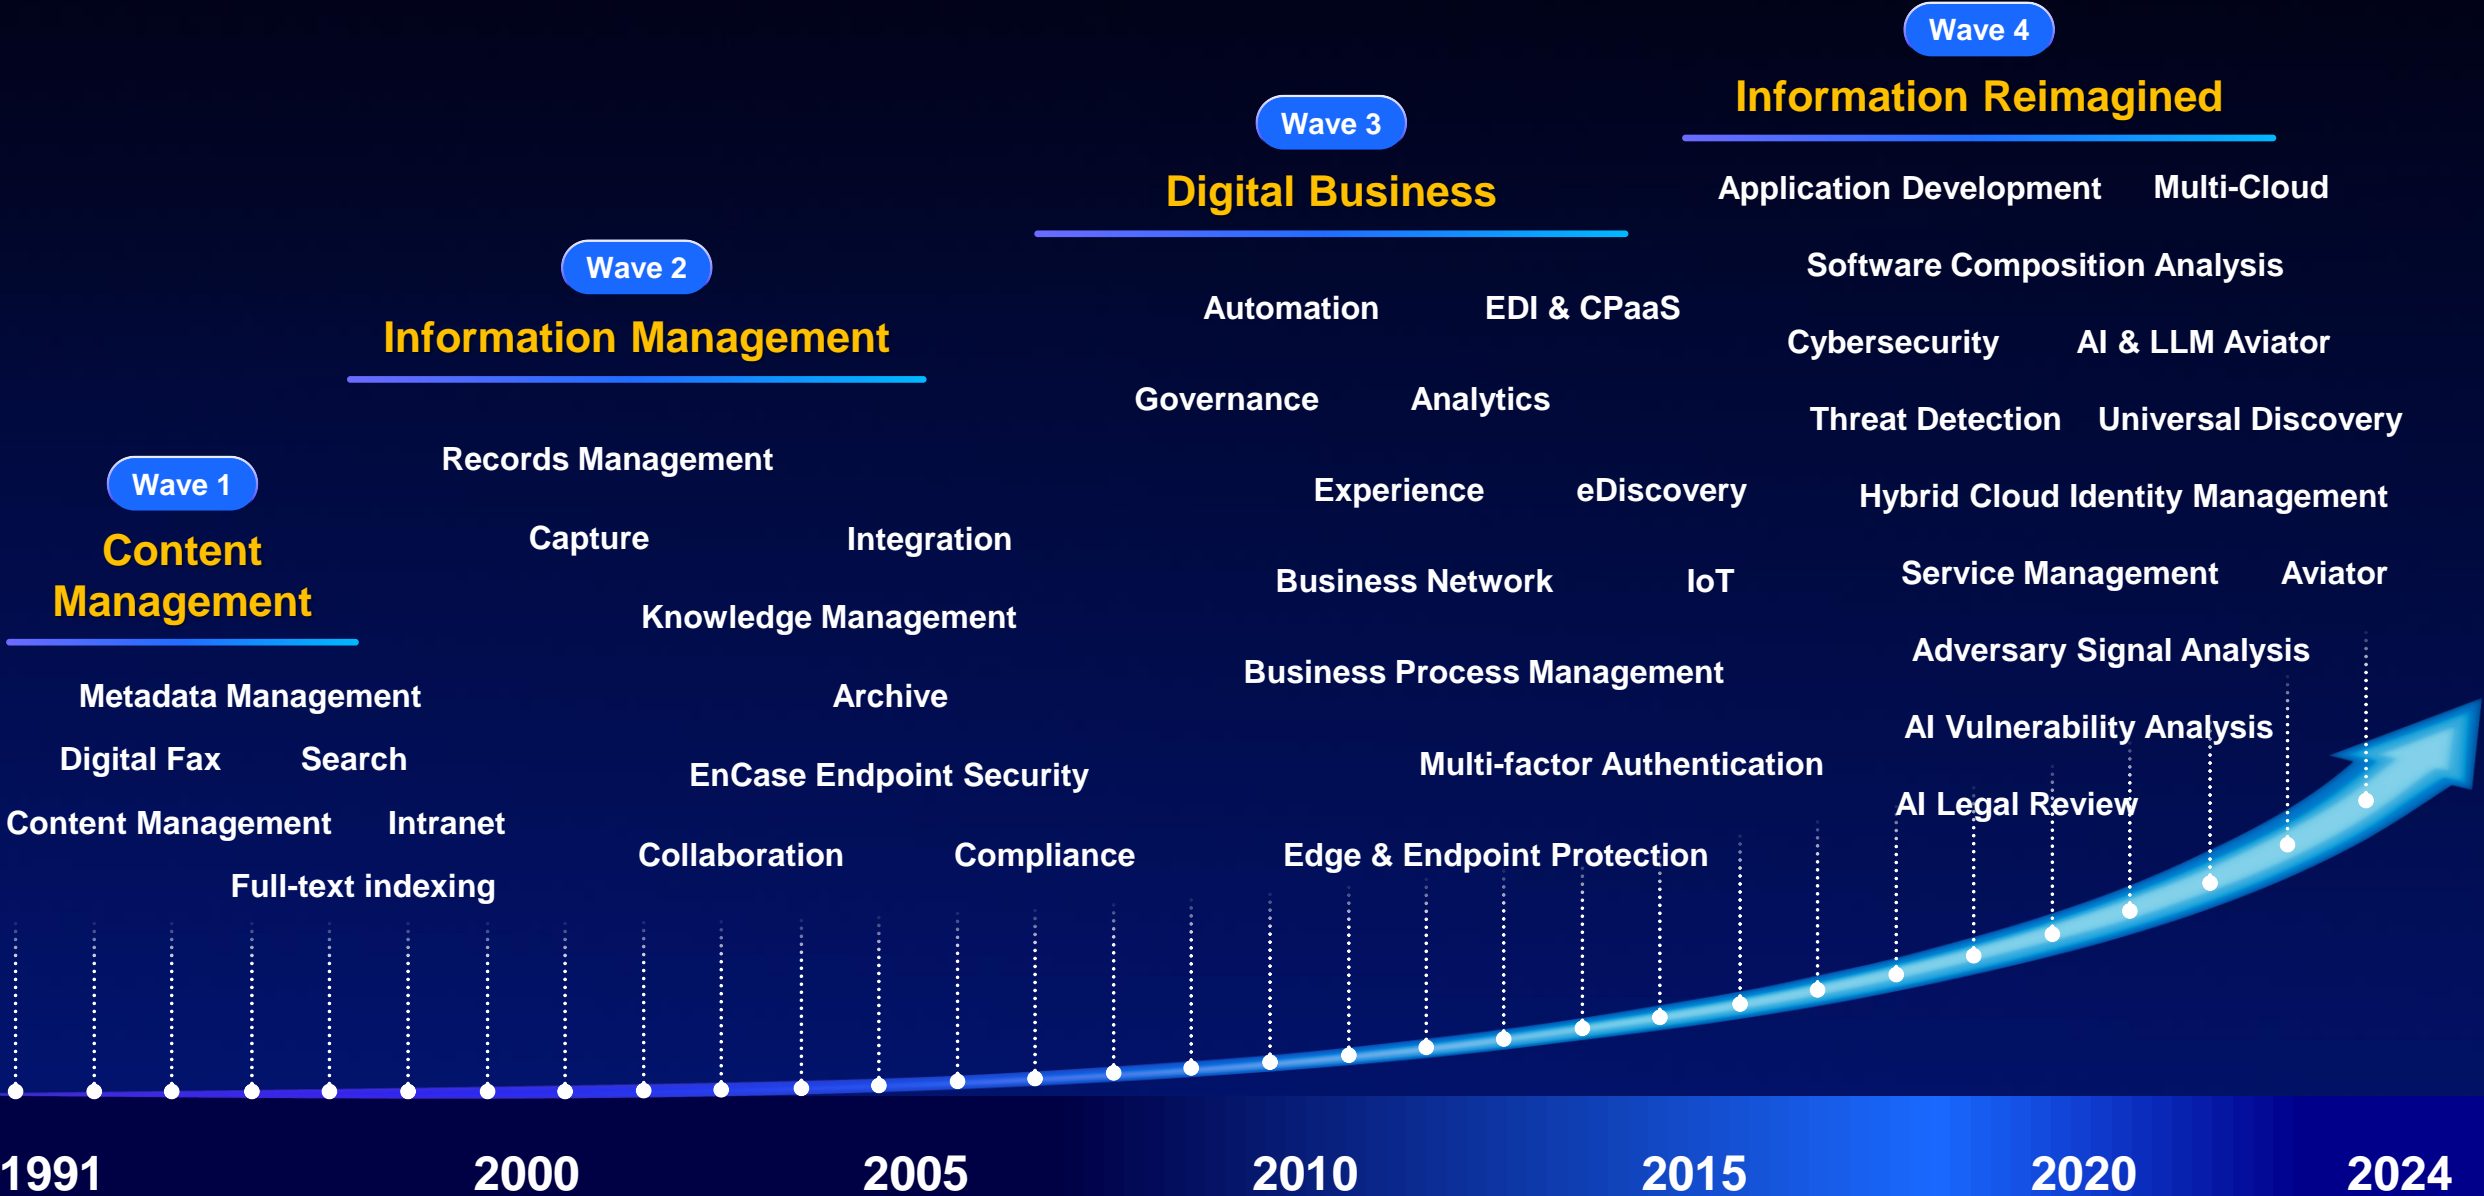 Wave 1
Content
Management
Metadata Management
Digital Fax
Search
Content Management
Intranet
Full-text indexing
Wave 2
Information Management
Records Management
Capture
Integration
Knowledge Management
Archive
EnCase Endpoint Security
Collaboration
Compliance
Wave 3
Digital Business
Automation
EDI & CPaaS
Governance
Analytics
Experience
eDiscovery
Business Network
IoT
Business Process Management
Multi-factor Authentication
Edge & Endpoint Protection
Wave 4
Information Reimagined
Application Development
Multi-Cloud
Software Composition Analysis
Cybersecurity
AI & LLM Aviator
Threat Detection
Universal Discovery
Hybrid Cloud Identity Management
Service Management
Aviator
Adversary Signal Analysis
AI Vulnerability Analysis
AI Legal Review
1991
2000
2005
2010
2015
2020
2024